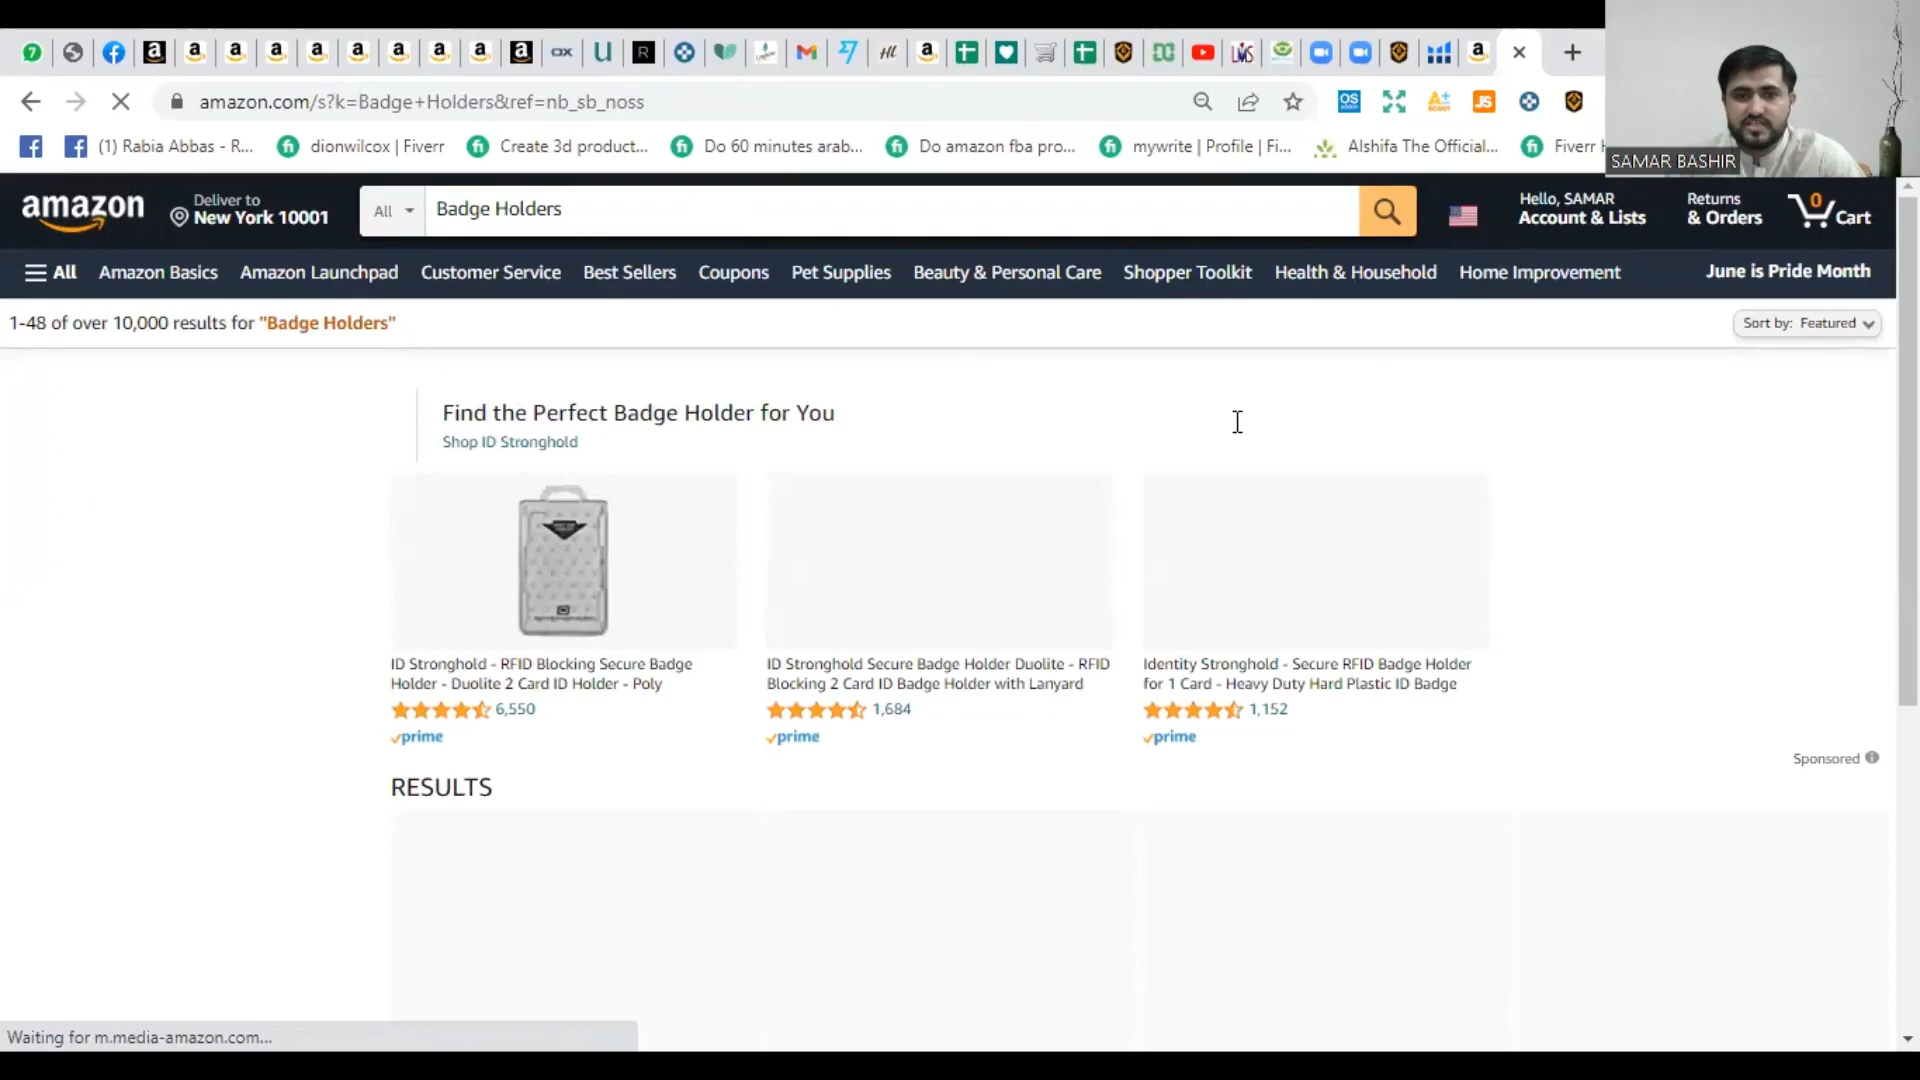 7
amazon.com/s?k=Badge+Holders&ref=nb_sb_noss
(1) Rabia Abbas - R...
dionwilcox | Fiverr
Create 3d product...
Do 60 minutes arab...
Do amazon fba pro...
mywrite | Profile | Fi...
Alshifa The Official...
Fiverr
SAMAR BASHIR
amazon
Deliver to
New York 10001
All
Badge Holders
Hello, SAMAR
Account & Lists
Returns
& Orders
0
Cart
All
Amazon Basics
Amazon Launchpad
Customer Service
Best Sellers
Coupons
Pet Supplies
Beauty & Personal Care
Shopper Toolkit
Health & Household
Home Improvement
June is Pride Month
1-48 of over 10,000 results for "Badge Holders"
Sort by: Featured
Find the Perfect Badge Holder for You
Shop ID Stronghold
ID Stronghold - RFID Blocking Secure Badge
Holder - Duolite 2 Card ID Holder - Poly
6,550
prime
ID Stronghold Secure Badge Holder Duolite - RFID
Blocking 2 Card ID Badge Holder with Lanyard
1,684
prime
Identity Stronghold - Secure RFID Badge Holder
for 1 Card - Heavy Duty Hard Plastic ID Badge
1,152
prime
Sponsored
RESULTS
Waiting for m.media-amazon.com...